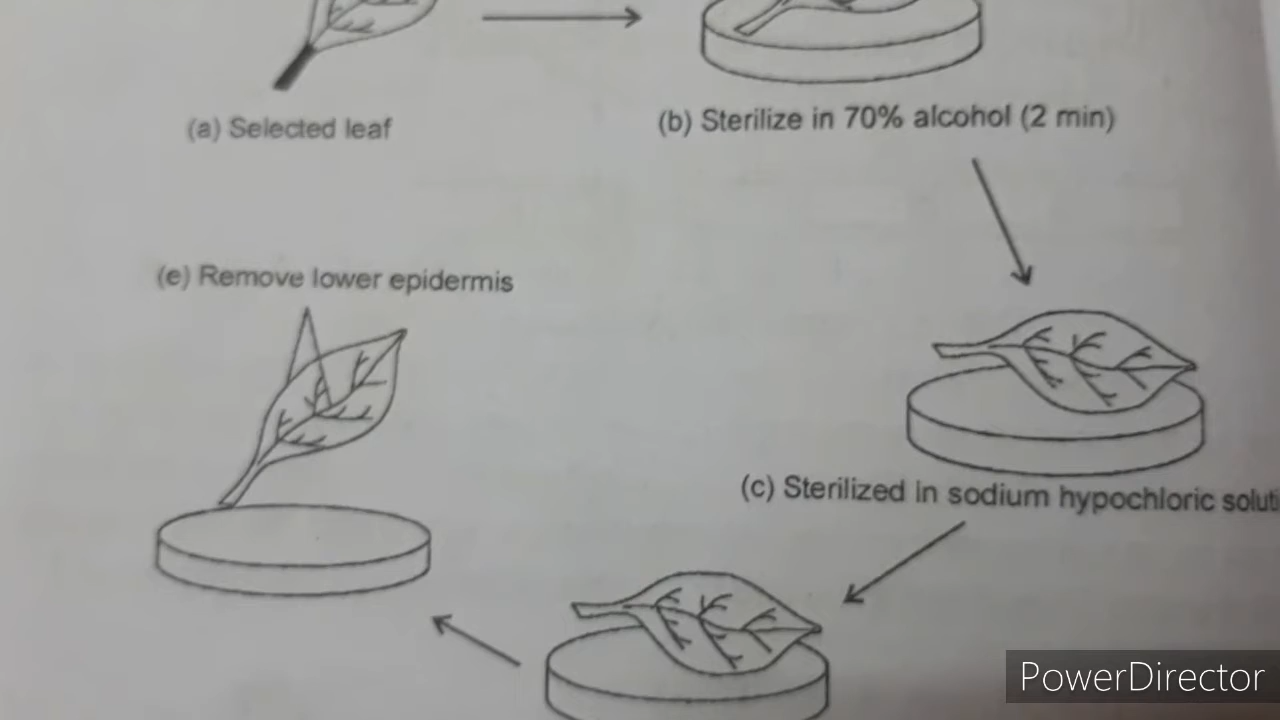 (a) Selected leaf
(b) Sterilize in 70% alcohol (2 min)
(e) Remove lower epidermis
(c) Sterilized in sodium hypochloric
PowerDirector